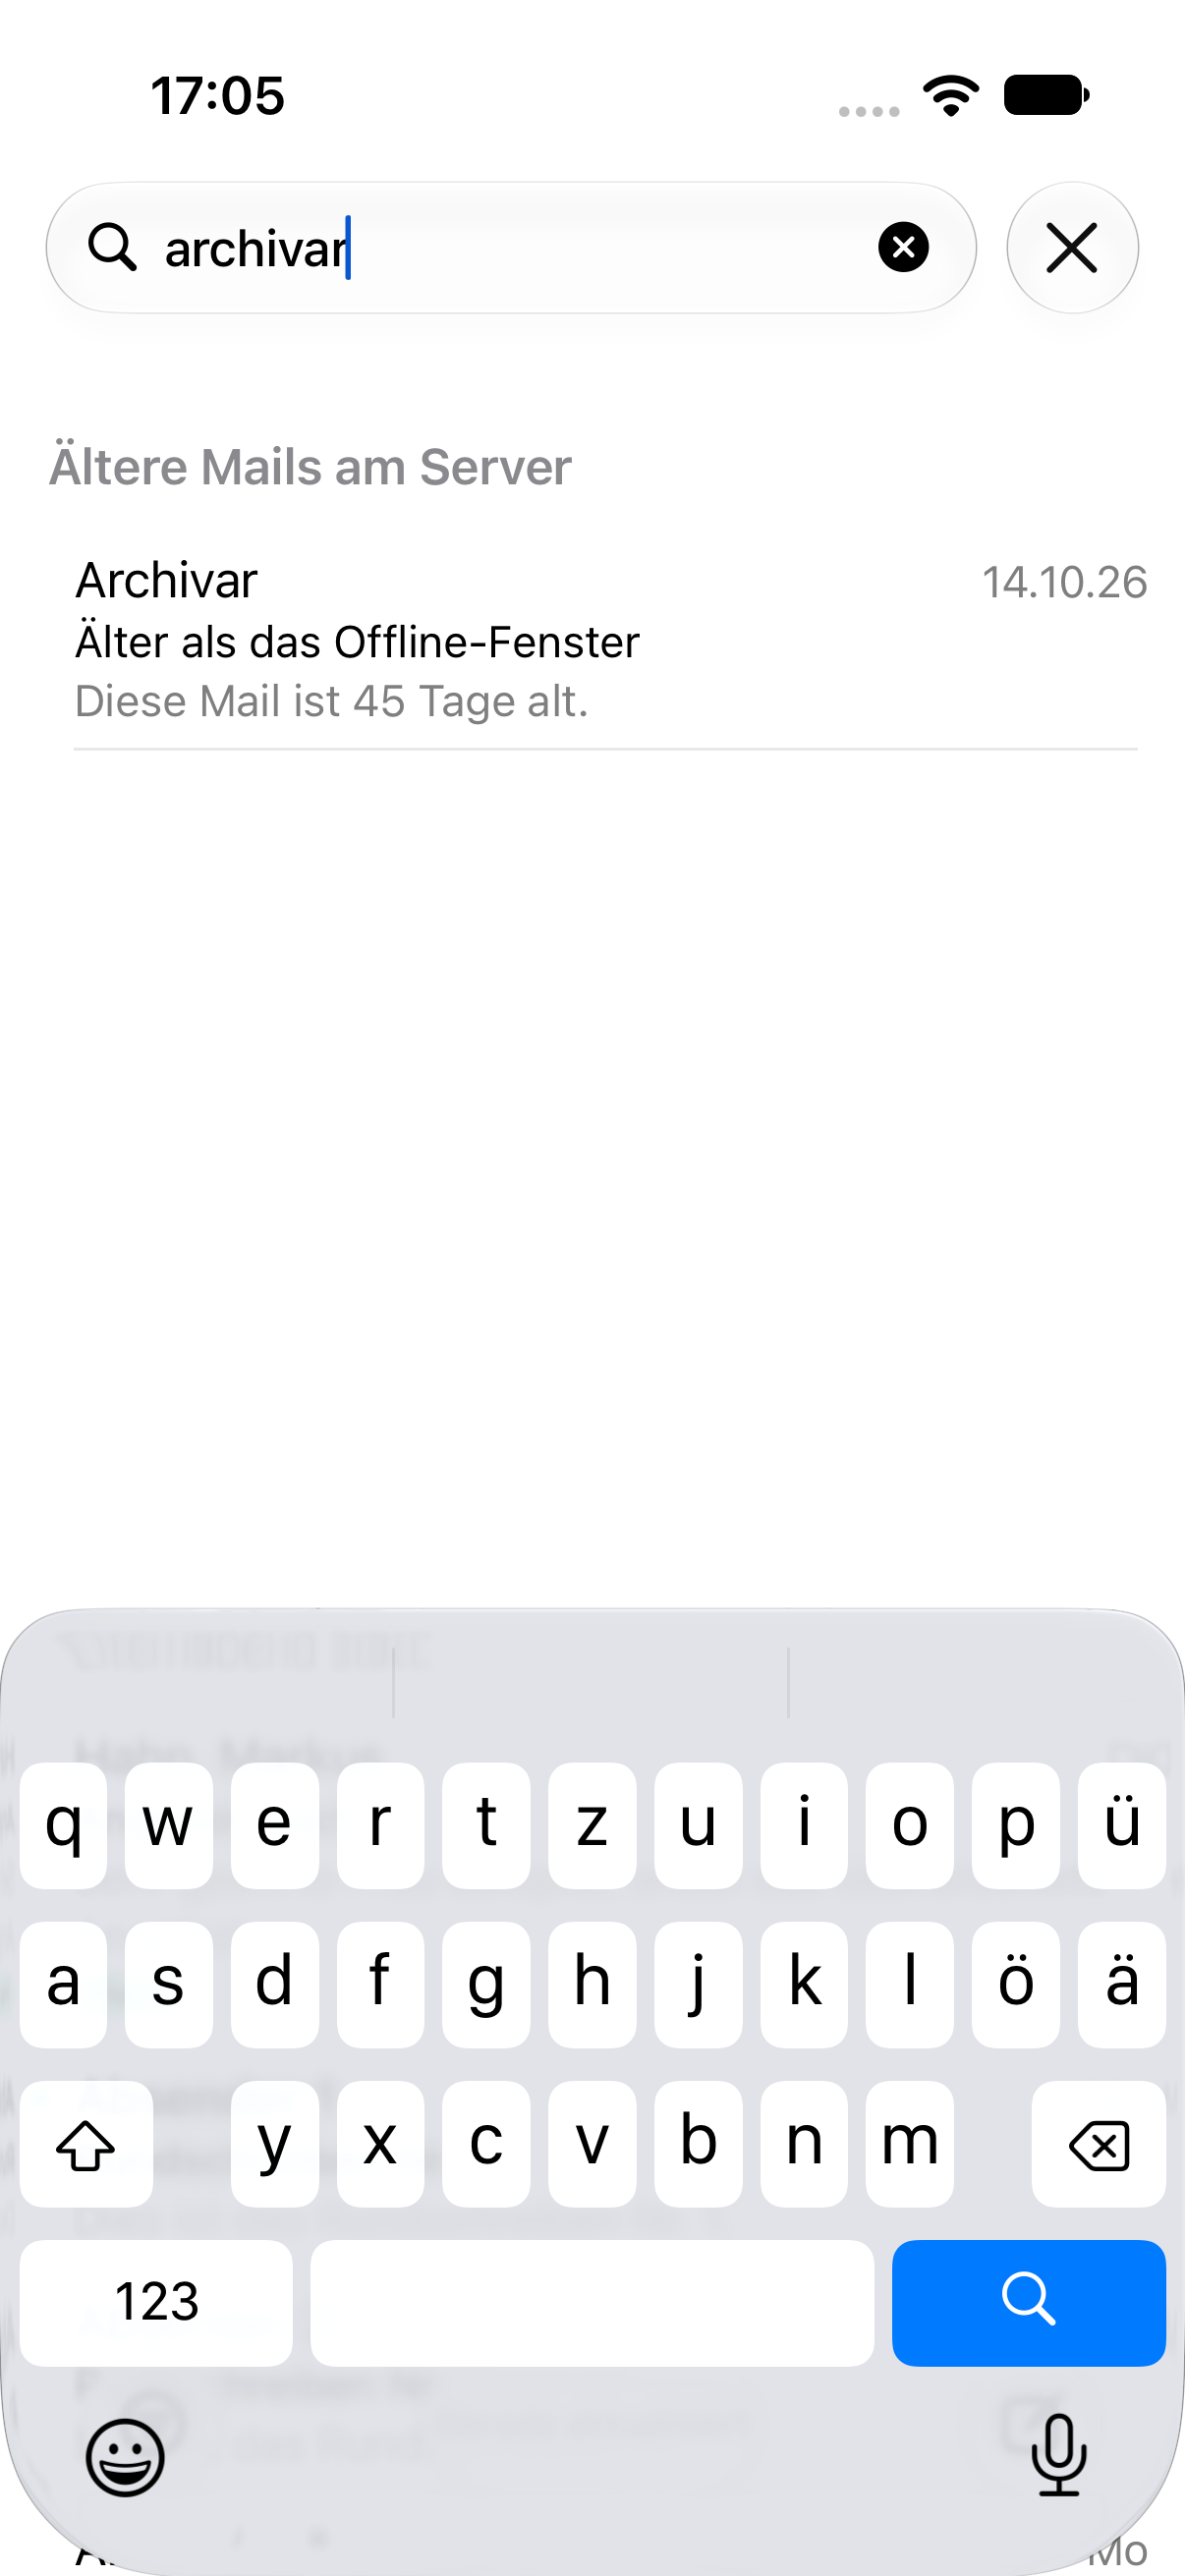 17:05
archivar
Ältere Mails am Server
Archivar 14.10.26
Älter als das Offline-Fenster
Diese Mail ist 45 Tage alt.
q w e r t z u i o p ü
a s d f g h j k l ö ä
y x c v b n m
123
Mo